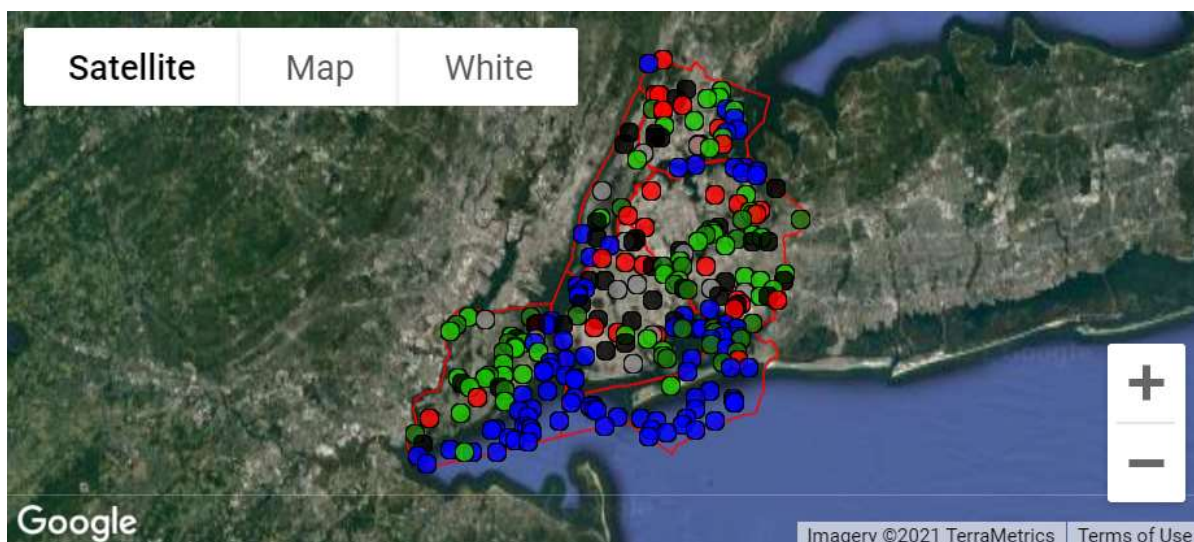 Satellite
Map
White
+
−
Google
Imagery ©2021 TerraMetrics
Terms of Use